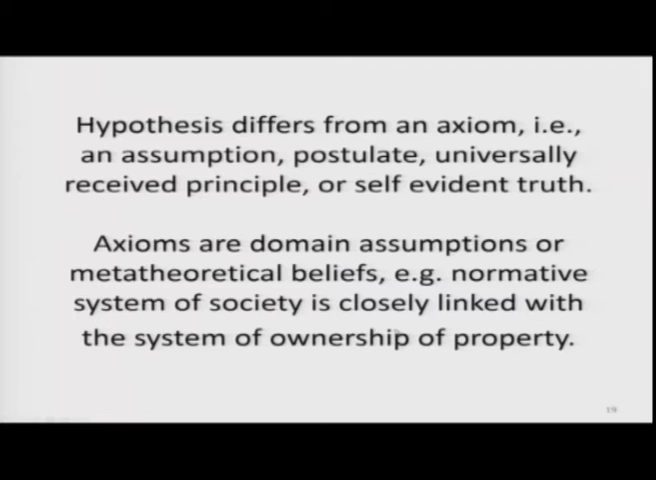 Hypothesis differs from an axiom, i.e.,
an assumption, postulate, universally
received principle, or self evident truth.
Axioms are domain assumptions or
metatheoretical beliefs, e.g. normative
system of society is closely linked with
the system of ownership of property.
19